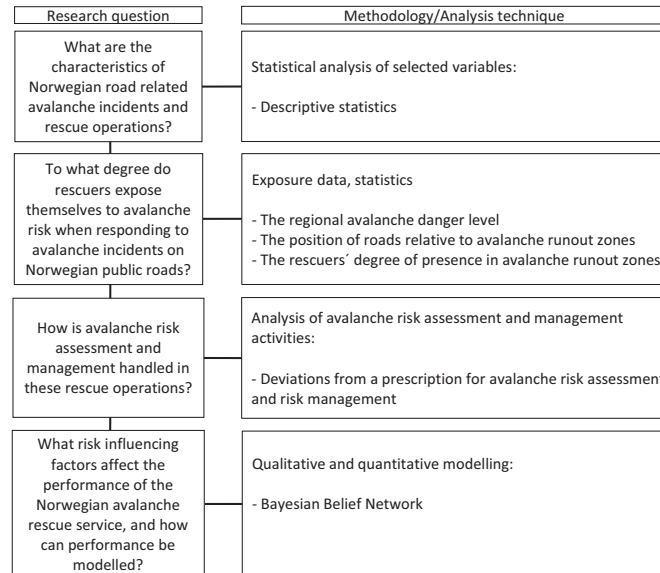 Research question
Methodology/Analysis technique
What are the
characteristics of
Norwegian road related
avalanche incidents and
rescue operations?
Statistical analysis of selected variables:
- Descriptive statistics
To what degree do
rescuers expose
themselves to avalanche
risk when responding to
avalanche incidents on
Norwegian public roads?
Exposure data, statistics
- The regional avalanche danger level
- The position of roads relative to avalanche runout zones
- The rescuers´ degree of presence in avalanche runout zones
How is avalanche risk
assessment and
management handled in
these rescue operations?
Analysis of avalanche risk assessment and management
activities:
- Deviations from a prescription for avalanche risk assessment
and risk management
What risk influencing
factors affect the
performance of the
Norwegian avalanche
rescue service, and how
can performance be
modelled?
Qualitative and quantitative modelling:
- Bayesian Belief Network